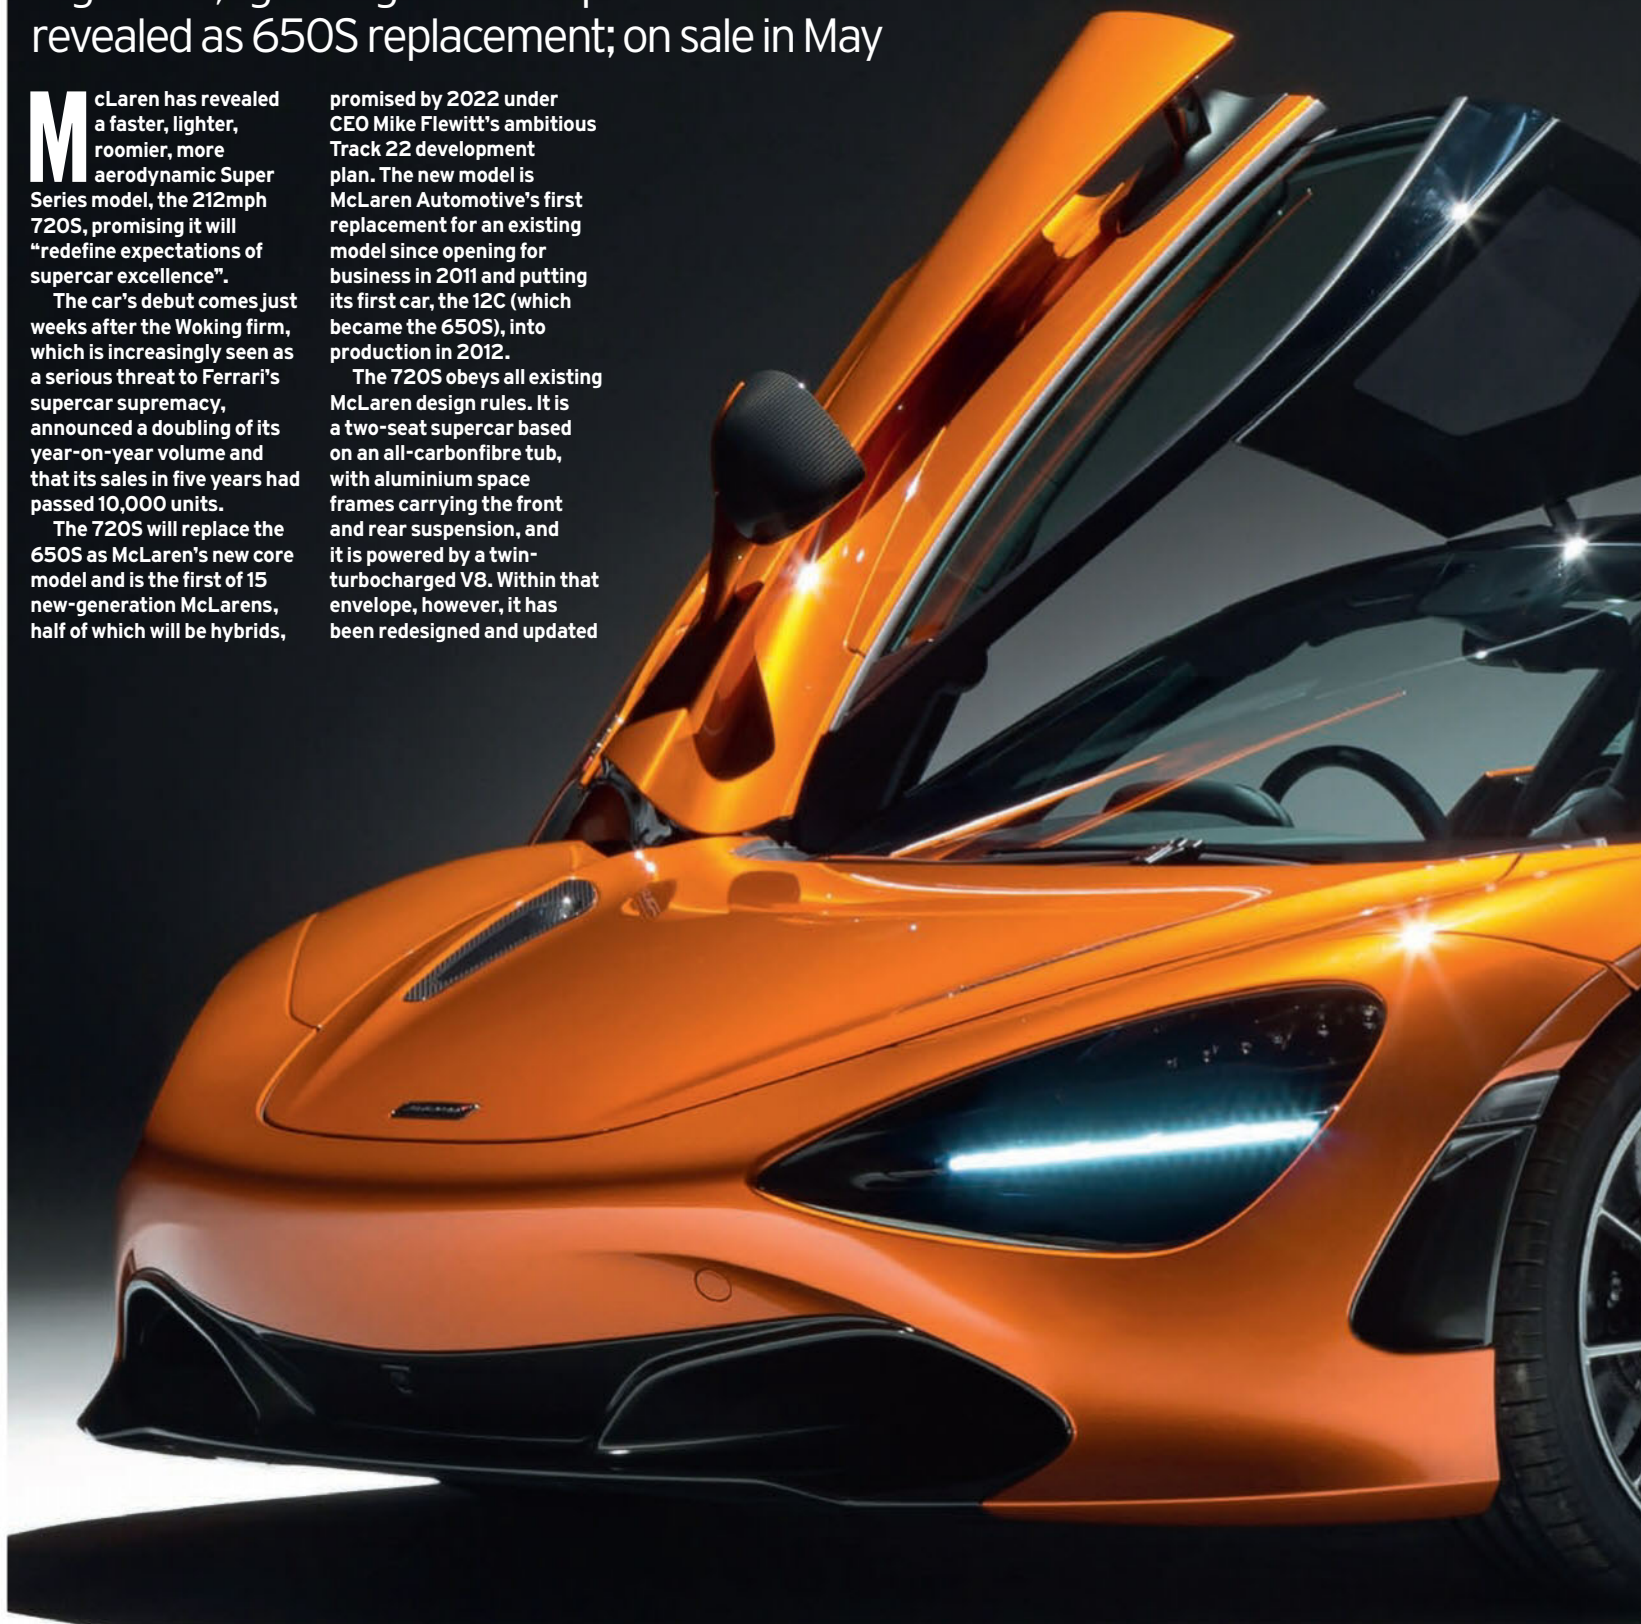 revealed as 650S replacement; on sale in May
McLaren has revealed
a faster, lighter,
roomier, more
aerodynamic Super
Series model, the 212mph
720S, promising it will
“redefine expectations of
supercar excellence”.
The car’s debut comes just
weeks after the Woking firm,
which is increasingly seen as
a serious threat to Ferrari’s
supercar supremacy,
announced a doubling of its
year-on-year volume and
that its sales in five years had
passed 10,000 units.
The 720S will replace the
650S as McLaren’s new core
model and is the first of 15
new-generation McLarens,
half of which will be hybrids,
promised by 2022 under
CEO Mike Flewitt’s ambitious
Track 22 development
plan. The new model is
McLaren Automotive’s first
replacement for an existing
model since opening for
business in 2011 and putting
its first car, the 12C (which
became the 650S), into
production in 2012.
The 720S obeys all existing
McLaren design rules. It is
a two-seat supercar based
on an all-carbonfibre tub,
with aluminium space
frames carrying the front
and rear suspension, and
it is powered by a twin-
turbocharged V8. Within that
envelope, however, it has
been redesigned and updated